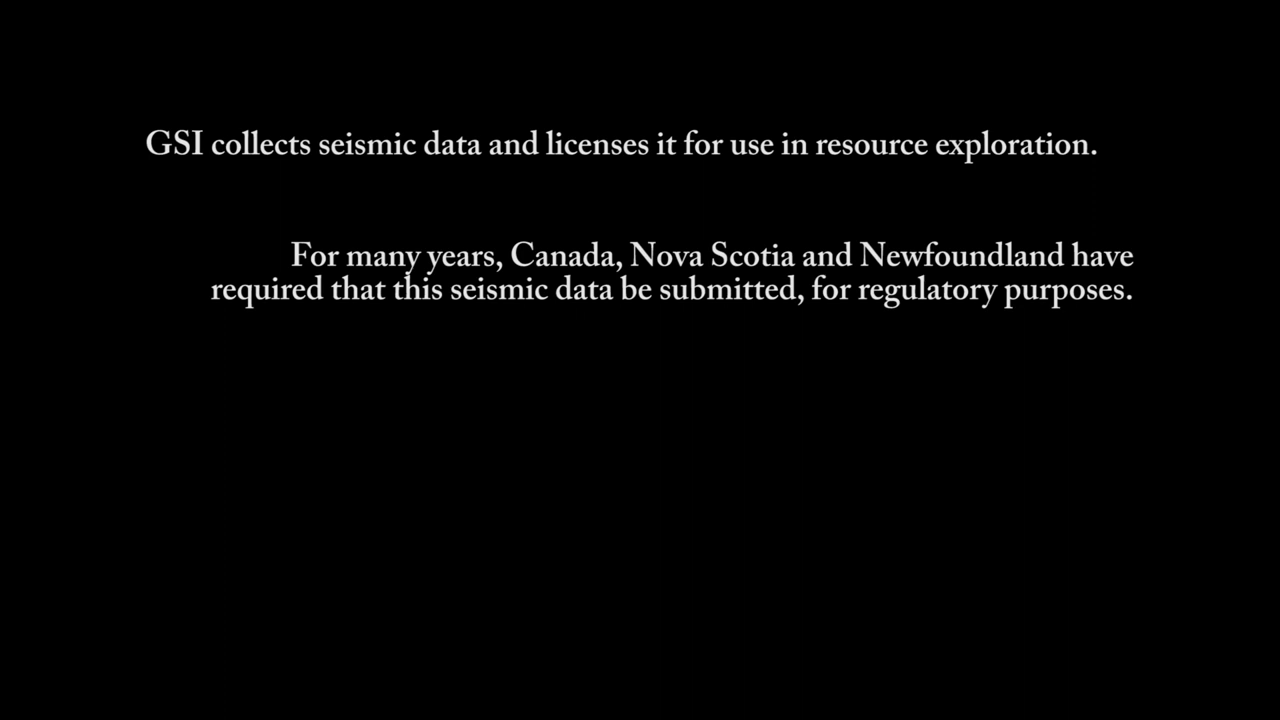 GSI collects seismic data and licenses it for use in resource exploration.
For many years, Canada, Nova Scotia and Newfoundland have
required that this seismic data be submitted, for regulatory purposes.